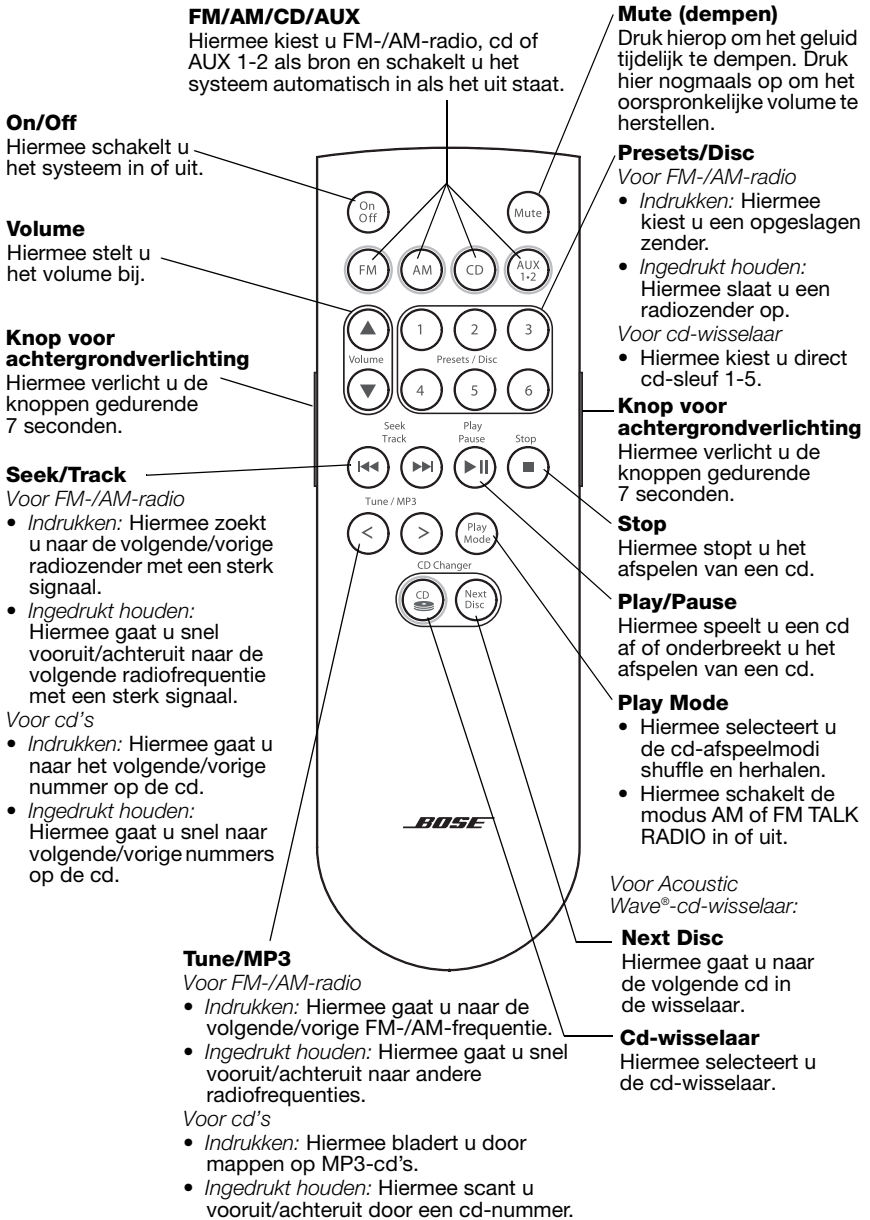 FM/AM/CD/AUX
Hiermee kiest u FM-/AM-radio, cd of
AUX 1-2 als bron en schakelt u het
systeem automatisch in als het uit staat.
Mute (dempen)
Druk hierop om het geluid
tijdelijk te dempen. Druk
hier nogmaals op om het
oorspronkelijke volume te
herstellen.
On/Off
Hiermee schakelt u
het systeem in of uit.
Volume
Hiermee stelt u
het volume bij.
Knop voor
achtergrondverlichting
Hiermee verlicht u de
knoppen gedurende
7 seconden.
Seek/Track
Voor FM-/AM-radio
• Indrukken: Hiermee zoekt
u naar de volgende/vorige
radiozender met een sterk
signaal.
• Ingedrukt houden:
Hiermee gaat u snel
vooruit/achteruit naar de
volgende radiofrequentie
met een sterk signaal.
Voor cd's
• Indrukken: Hiermee gaat u
naar het volgende/vorige
nummer op de cd.
• Ingedrukt houden:
Hiermee gaat u snel naar
volgende/vorige nummers
op de cd.
On
Off
Mute
FM
AM
CD
AUX
1•2
1
2
3
Volume
Presets / Disc
4
5
6
Seek
Track
Play
Pause
Stop
Tune / MP3
<
>
Play
Mode
CD Changer
CD
Next
Disc
BOSE
Presets/Disc
Voor FM-/AM-radio
• Indrukken: Hiermee
kiest u een opgeslagen
zender.
• Ingedrukt houden:
Hiermee slaat u een
radiozender op.
Voor cd-wisselaar
• Hiermee kiest u direct
cd-sleuf 1-5.
Knop voor
achtergrondverlichting
Hiermee verlicht u de
knoppen gedurende
7 seconden.
Stop
Hiermee stopt u het
afspelen van een cd.
Play/Pause
Hiermee speelt u een cd
af of onderbreekt u het
afspelen van een cd.
Play Mode
• Hiermee selecteert u
de cd-afspeelmodi
shuffle en herhalen.
• Hiermee schakelt de
modus AM of FM TALK
RADIO in of uit.
Voor Acoustic
Wave®-cd-wisselaar:
Next Disc
Hiermee gaat u naar
de volgende cd in
de wisselaar.
Cd-wisselaar
Hiermee selecteert u
de cd-wisselaar.
Tune/MP3
Voor FM-/AM-radio
• Indrukken: Hiermee gaat u naar de
volgende/vorige FM-/AM-frequentie.
• Ingedrukt houden: Hiermee gaat u snel
vooruit/achteruit naar andere
radiofrequenties.
Voor cd's
• Indrukken: Hiermee bladert u door
mappen op MP3-cd's.
• Ingedrukt houden: Hiermee scant u
vooruit/achteruit door een cd-nummer.